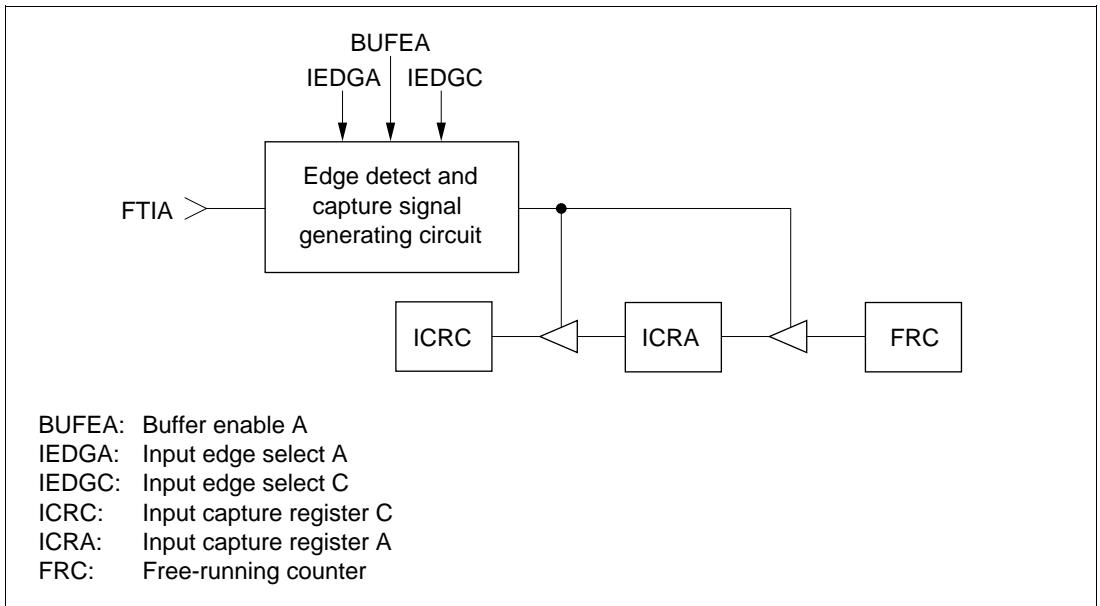 BUFEA
IEDGA IEDGC
FTIA
Edge detect and
capture signal
generating circuit
ICRC ICRA FRC
BUFEA: Buffer enable A
IEDGA: Input edge select A
IEDGC: Input edge select C
ICRC: Input capture register C
ICRA: Input capture register A
FRC: Free-running counter